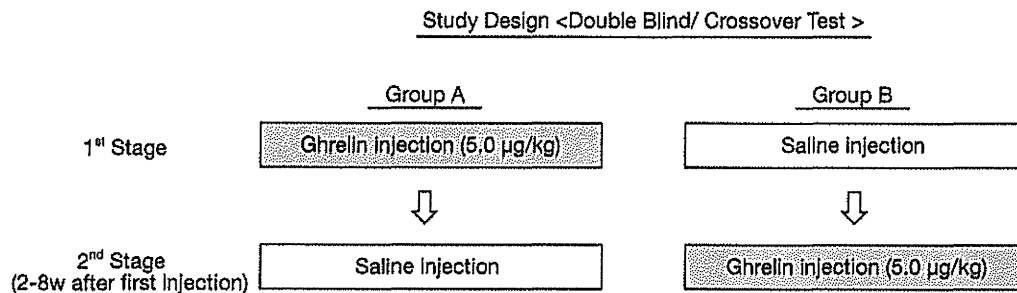 Study Design <Double Blind/ Crossover Test >
Group A
Group B
1st Stage
Ghrelin injection (5.0 µg/kg)
Saline injection
2nd Stage
(2-8w after first injection)
Saline injection
Ghrelin injection (5.0 µg/kg)